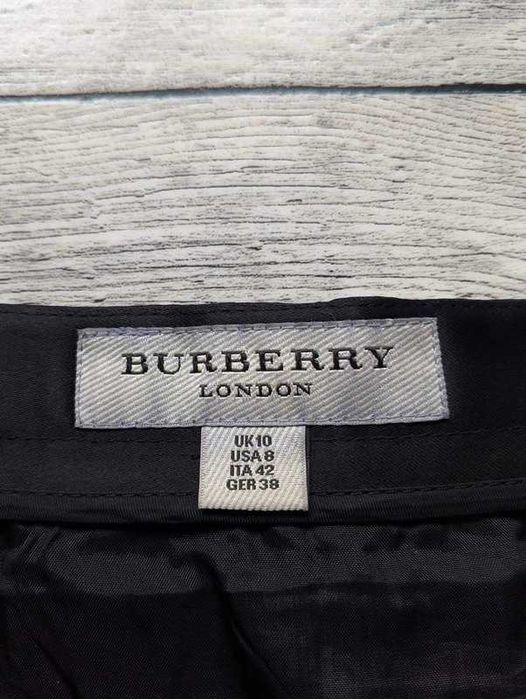 BURBERRY
LONDON
UK10
USA 8
ITA 42
GER 38